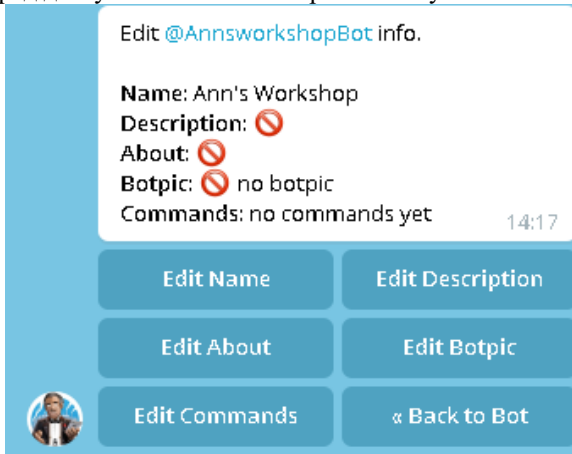 Edit @AnnsworkshopBot info.
Name: Ann's Workshop
Description: 🚫
About: 🚫
Botpic: 🚫 no botpic
Commands: no commands yet
14:17
Edit Name
Edit Description
Edit About
Edit Botpic
Edit Commands
« Back to Bot